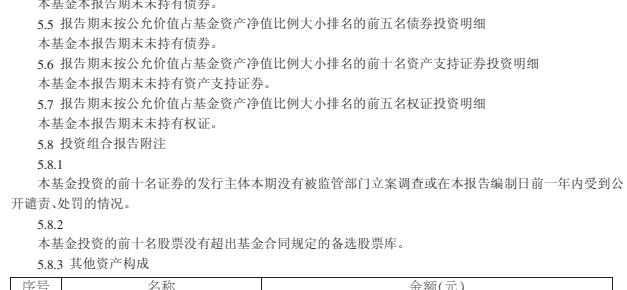 本基金本报告期末未持有债券。
5.5 报告期末按公允价值占基金资产净值比例大小排名的前五名债券投资明细
本基金本报告期末未持有债券。
5.6 报告期末按公允价值占基金资产净值比例大小排名的前十名资产支持证券投资明细
本基金本报告期末未持有资产支持证券。
5.7 报告期末按公允价值占基金资产净值比例大小排名的前五名权证投资明细
本基金本报告期末未持有权证。
5.8 投资组合报告附注
5.8.1
本基金投资的前十名证券的发行主体本期没有被监管部门立案调查或在本报告编制日前一年内受到公
开谴责、处罚的情况。
5.8.2
本基金投资的前十名股票没有超出基金合同规定的备选股票库。
5.8.3 其他资产构成
序号 名称 金额(元)